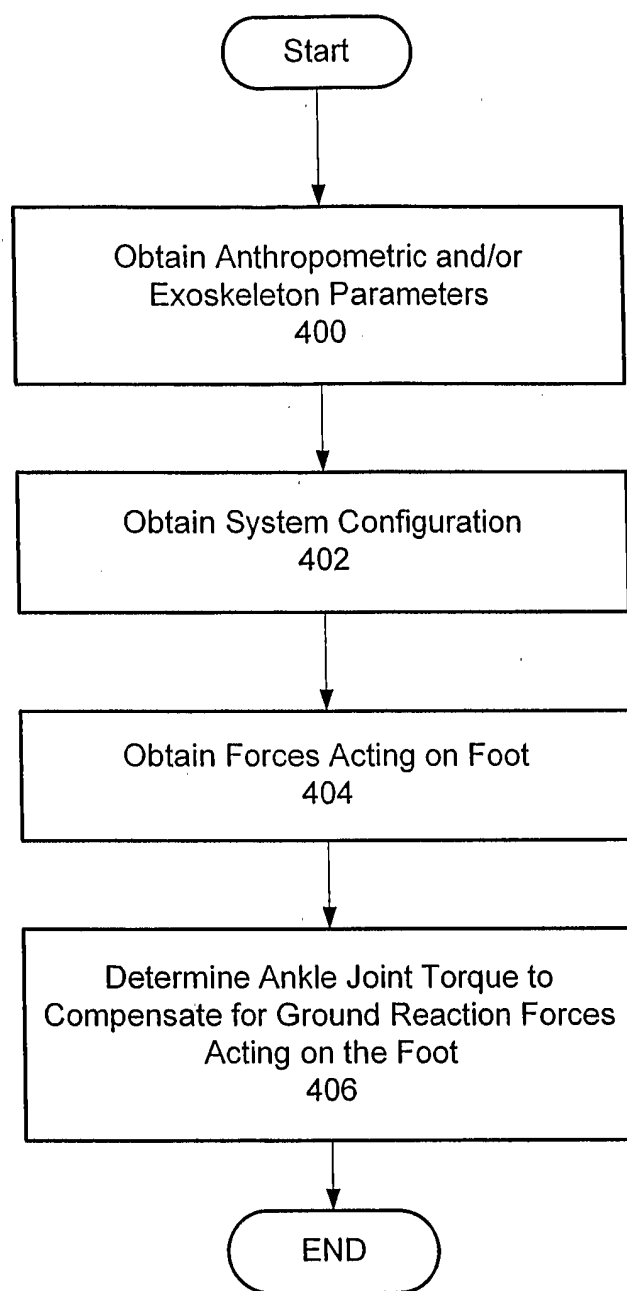 Start
Obtain Anthropometric and/or
Exoskeleton Parameters
400
Obtain System Configuration
402
Obtain Forces Acting on Foot
404
Determine Ankle Joint Torque to
Compensate for Ground Reaction Forces
Acting on the Foot
406
END